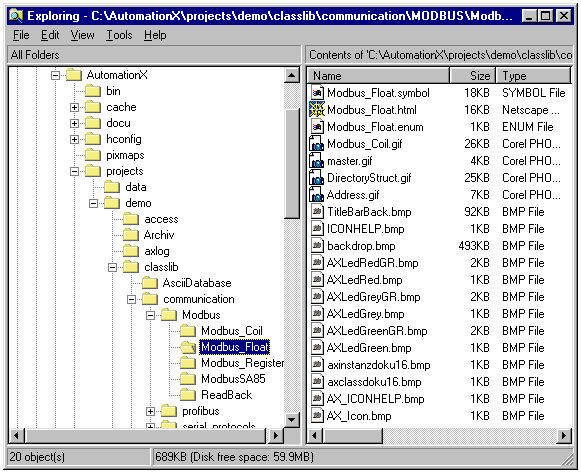 Exploring - C:\AutomationX\projects\demo\classlib\communication\MODBUS\Modb...
File Edit View Tools Help
All Folders
Contents of 'C:\AutomationX\projects\demo\classlib\co
AutomationX
bin
cache
docu
hconfig
pixmaps
projects
data
demo
access
Archiv
axlog
classlib
AsciiDatabase
communication
Modbus
Modbus_Coil
Modbus_Float
Modbus_Register
ModbusSA85
ReadBack
profibus
serial_protocols
Name Size Type
Modbus_Float.symbol 18KB SYMBOL File
Modbus_Float.html 16KB Netscape ...
Modbus_Float.enum 1KB ENUM File
Modbus_Coil.gif 26KB Corel PHO...
master.gif 4KB Corel PHO...
DirectoryStruct.gif 25KB Corel PHO...
Address.gif 7KB Corel PHO...
TitleBarBack.bmp 92KB BMP File
ICONHELP.bmp 1KB BMP File
backdrop.bmp 493KB BMP File
AXLedRedGR.bmp 2KB BMP File
AXLedRed.bmp 1KB BMP File
AXLedGreyGR.bmp 2KB BMP File
AXLedGrey.bmp 1KB BMP File
AXLedGreenGR.bmp 2KB BMP File
AXLedGreen.bmp 1KB BMP File
axinstanzdoku16.bmp 1KB BMP File
axclassdoku16.bmp 1KB BMP File
AX_ICONHELP.bmp 1KB BMP File
AX_Icon.bmp 1KB BMP File
20 object(s) 689KB (Disk free space: 59.9MB)